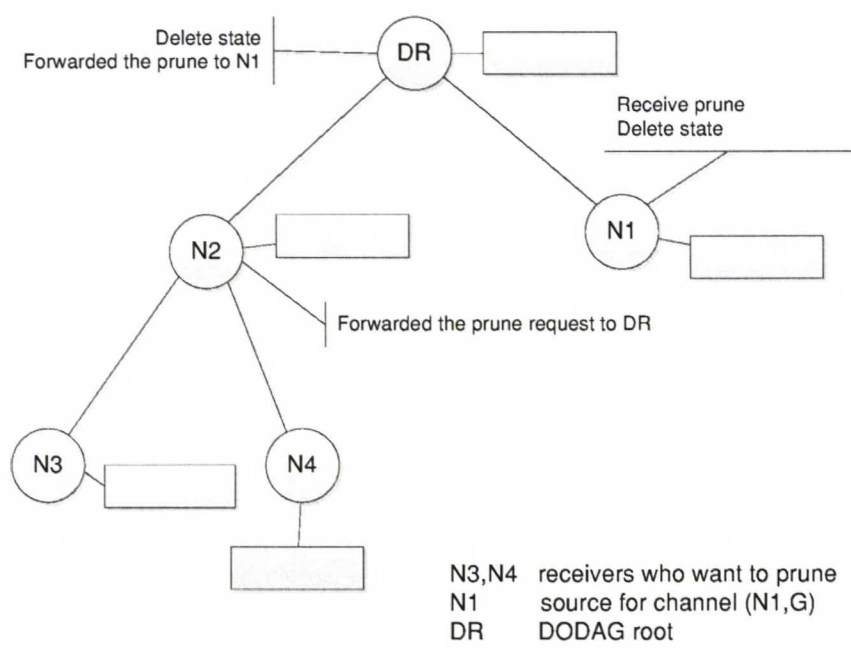 Delete state
Forwarded the prune to N1
DR
Receive prune
Delete state
N2
N1
Forwarded the prune request to DR
N3
N4
N3,N4 receivers who want to prune
N1 source for channel (N1,G)
DR DODAG root